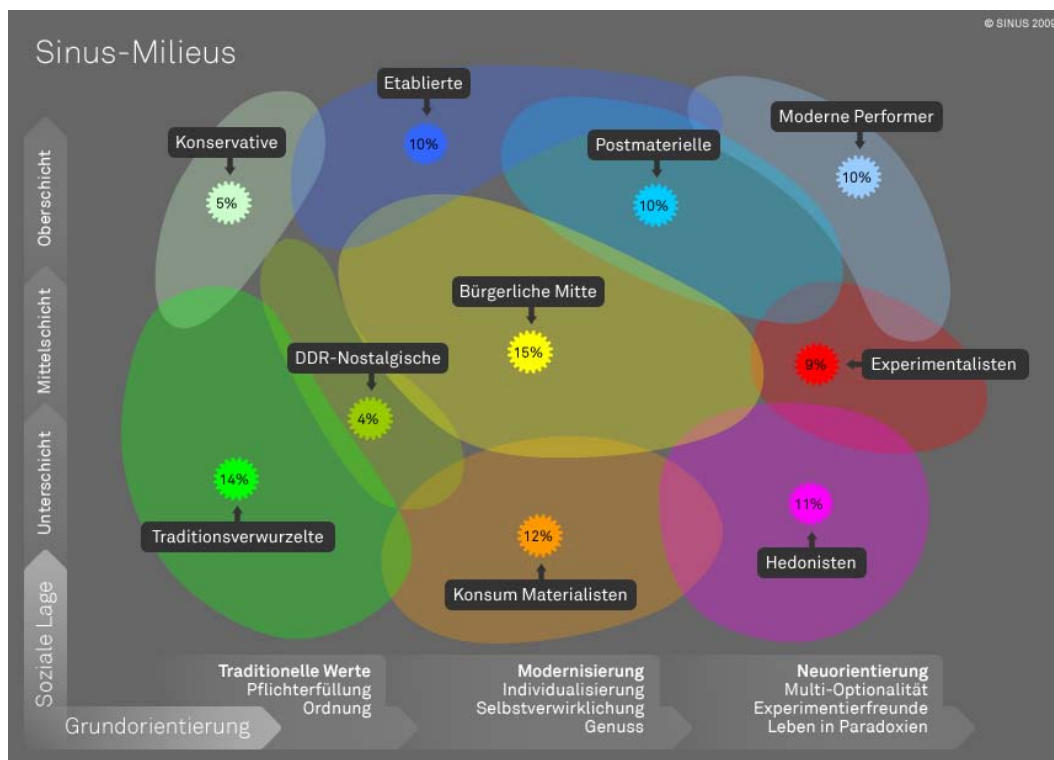 © SINUS 2009
Sinus-Milieus
Etablierte
10%
Konservative
5%
Postmaterielle
10%
Moderne Performer
10%
Bürgerliche Mitte
15%
DDR-Nostalgische
4%
9%
Experimentalisten
14%
Traditionsverwurzelte
12%
Konsum Materialisten
11%
Hedonisten
Oberschicht
Mittelschicht
Unterschicht
Soziale Lage
Grundorientierung
Traditionelle Werte
Pflichterfüllung
Ordnung
Modernisierung
Individualisierung
Selbstverwirklichung
Genuss
Neuorientierung
Multi-Optionalität
Experimentierfreunde
Leben in Paradoxien